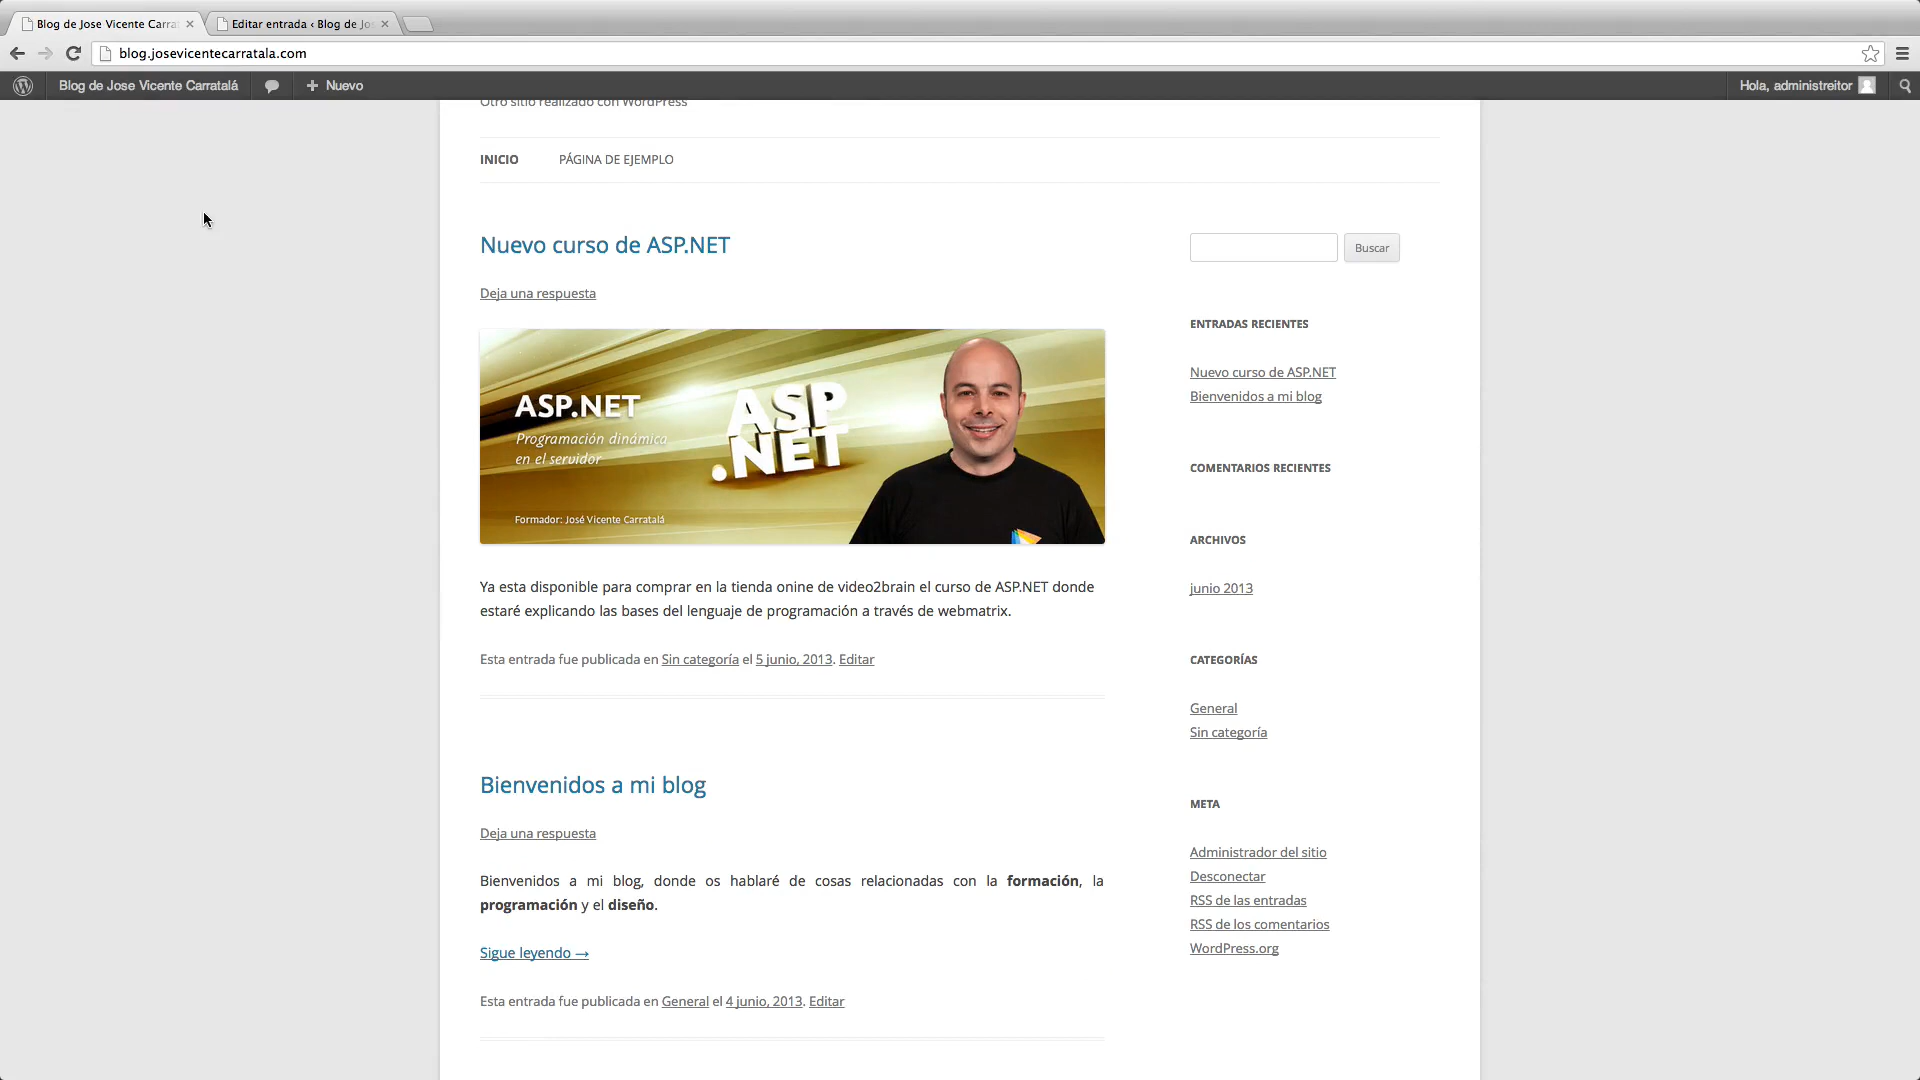 Blog de Jose Vicente Carra
Editar entrada ‹ Blog de Jo
blog.josevicentecarratala.com
Blog de Jose Vicente Carratalá
+ Nuevo
Hola, administreitor
Otro sitio realizado con WordPress
INICIO
PÁGINA DE EJEMPLO
Nuevo curso de ASP.NET
Deja una respuesta
ASP.NET
Programación dinámica
en el servidor
ASP
.NET
Formador: José Vicente Carratalá
Ya esta disponible para comprar en la tienda onine de video2brain el curso de ASP.NET donde
estaré explicando las bases del lenguaje de programación a través de webmatrix.
Esta entrada fue publicada en Sin categoría el 5 junio, 2013. Editar
Bienvenidos a mi blog
Deja una respuesta
Bienvenidos a mi blog, donde os hablaré de cosas relacionadas con la formación, la
programación y el diseño.
Sigue leyendo →
Esta entrada fue publicada en General el 4 junio, 2013. Editar
Buscar
ENTRADAS RECIENTES
Nuevo curso de ASP.NET
Bienvenidos a mi blog
COMENTARIOS RECIENTES
ARCHIVOS
junio 2013
CATEGORÍAS
General
Sin categoría
META
Administrador del sitio
Desconectar
RSS de las entradas
RSS de los comentarios
WordPress.org